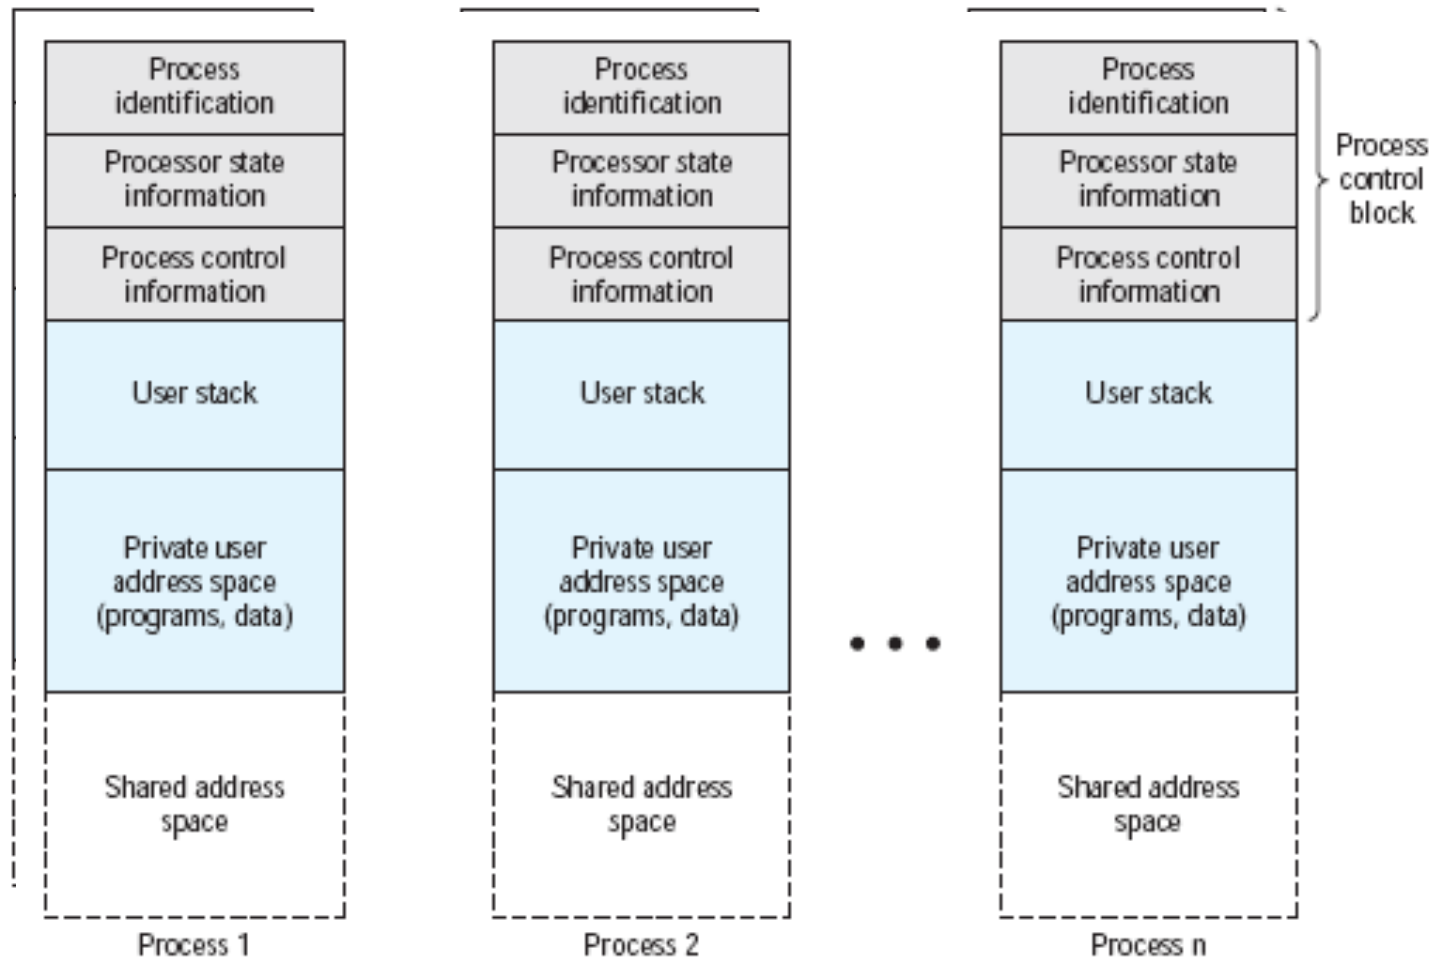 Process
identification
Processor state
information
Process control
information
User stack
Private user
address space
(programs, data)
Shared address
space
Process 1
Process
identification
Processor state
information
Process control
information
User stack
Private user
address space
(programs, data)
Shared address
space
Process 2
Process
identification
Processor state
information
Process control
information
User stack
Private user
address space
(programs, data)
Shared address
space
Process n
Process
control
block